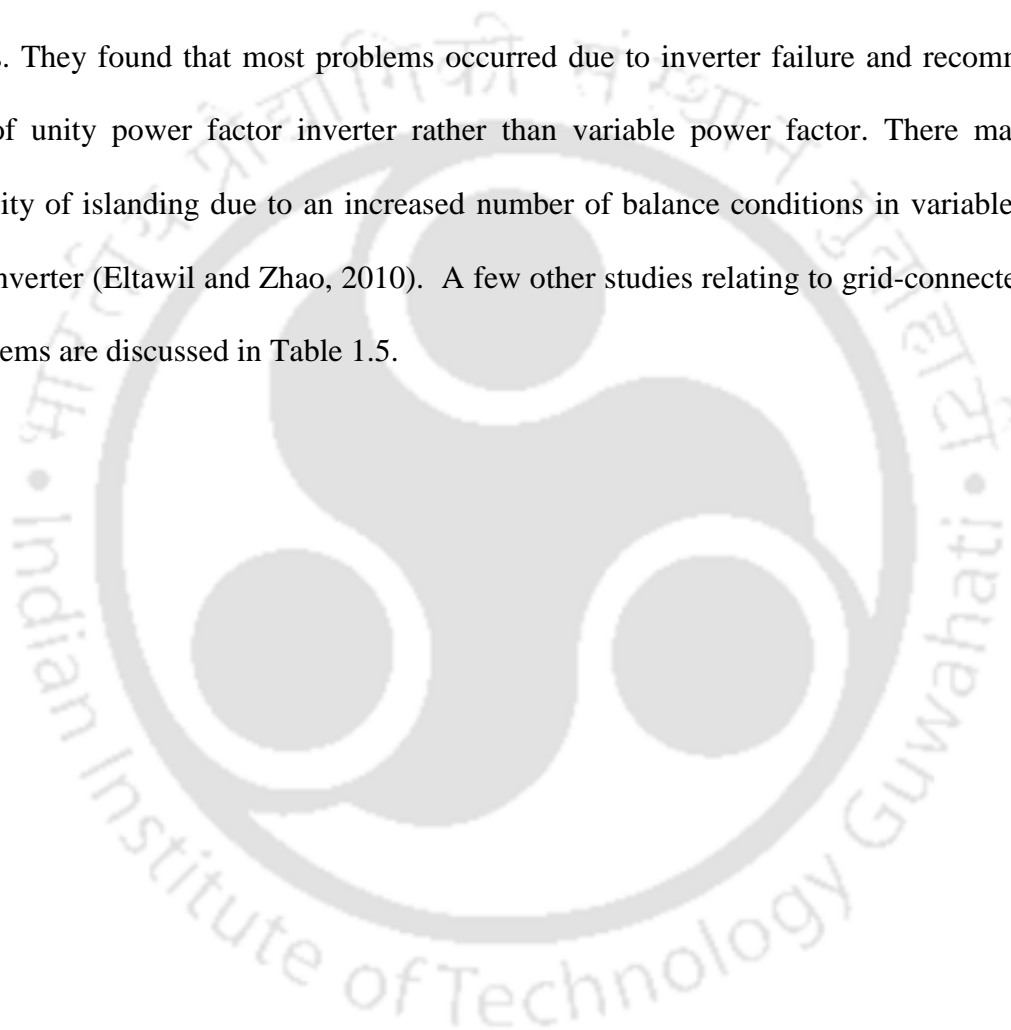 s. They found that most problems occurred due to inverter failure and recomm
of unity power factor inverter rather than variable power factor. There ma
ity of islanding due to an increased number of balance conditions in variable
nverter (Eltawil and Zhao, 2010).  A few other studies relating to grid-connecte
ems are discussed in Table 1.5.
भारतीय प्रौद्योगिकी संस्थान गुवाहाटी
• Indian Institute of Technology Guwahati •